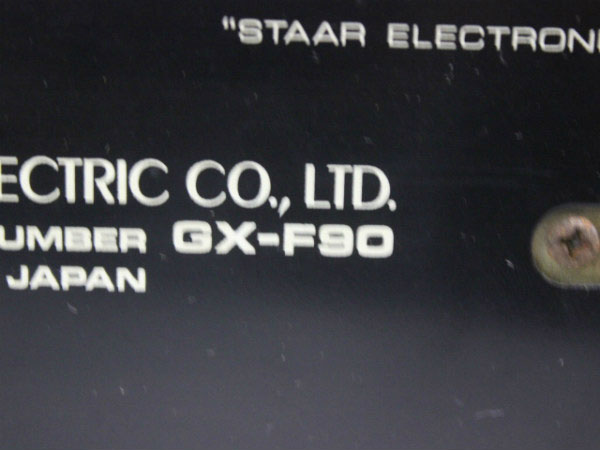 "STAAR ELECTRONI
ECTRIC CO., LTD.
UMBER GX-F90
JAPAN